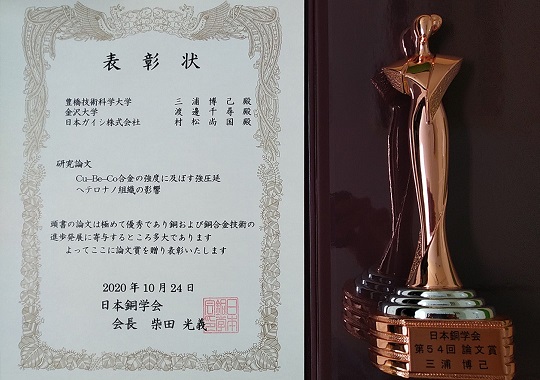 表彰状
豊橋技術科学大学 三浦博己殿
金沢大学 渡邊千尋殿
日本ガイシ株式会社 村松尚国殿
研究論文
Cu–Be–Co合金の強度に及ぼす強圧延
ヘテロナノ組織の影響
頭書の論文は極めて優秀であり銅および銅合金技術の
進歩発展に寄与するところ多大であります
よってここに論文賞を贈り表彰いたします
2020年10月24日
日本銅学会
会長 柴田光義
日本銅学会
第54回 論文賞
三浦 博己